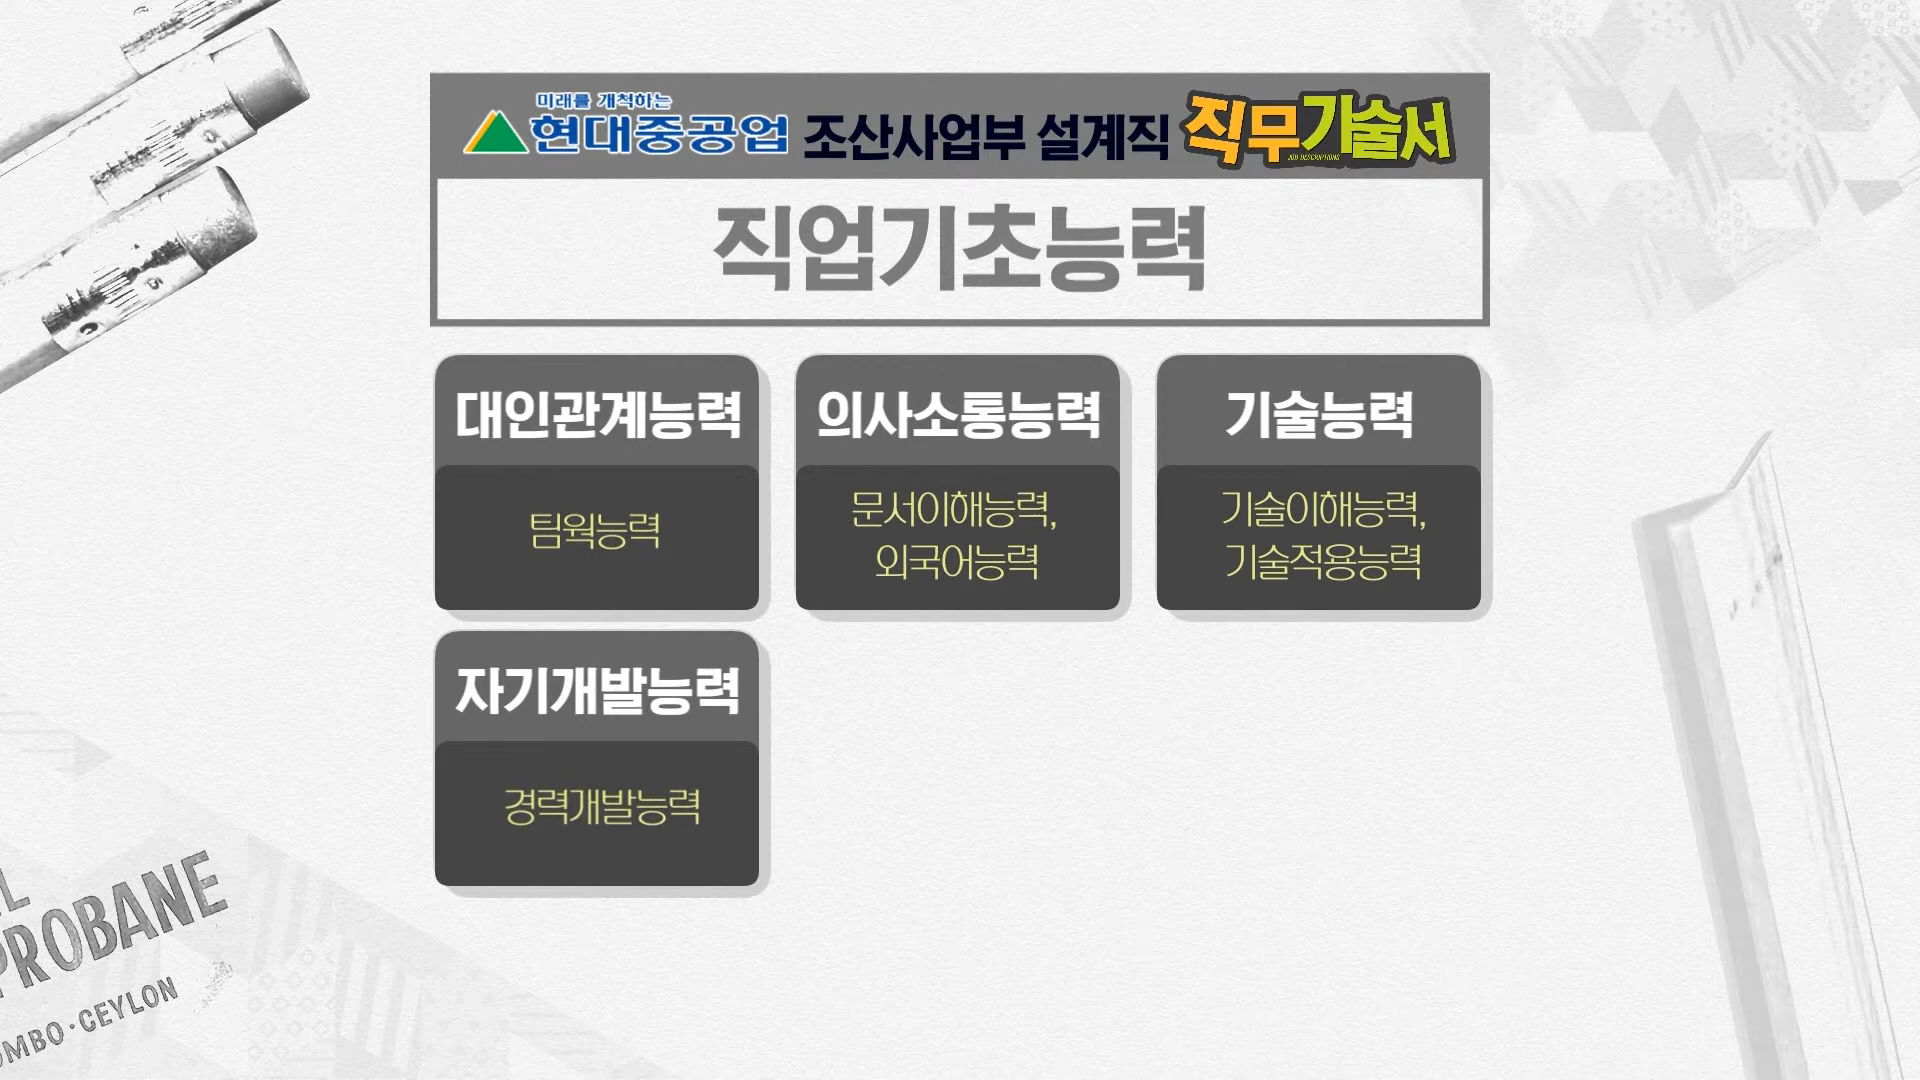 미래를 개척하는
현대중공업 조산사업부 설계직 직무기술서
JOB DESCRIPTIONS
직업기초능력
대인관계능력
팀웍능력
의사소통능력
문서이해능력,
외국어능력
기술능력
기술이해능력,
기술적용능력
자기개발능력
경력개발능력
PROBANE
OMBO·CEYLON